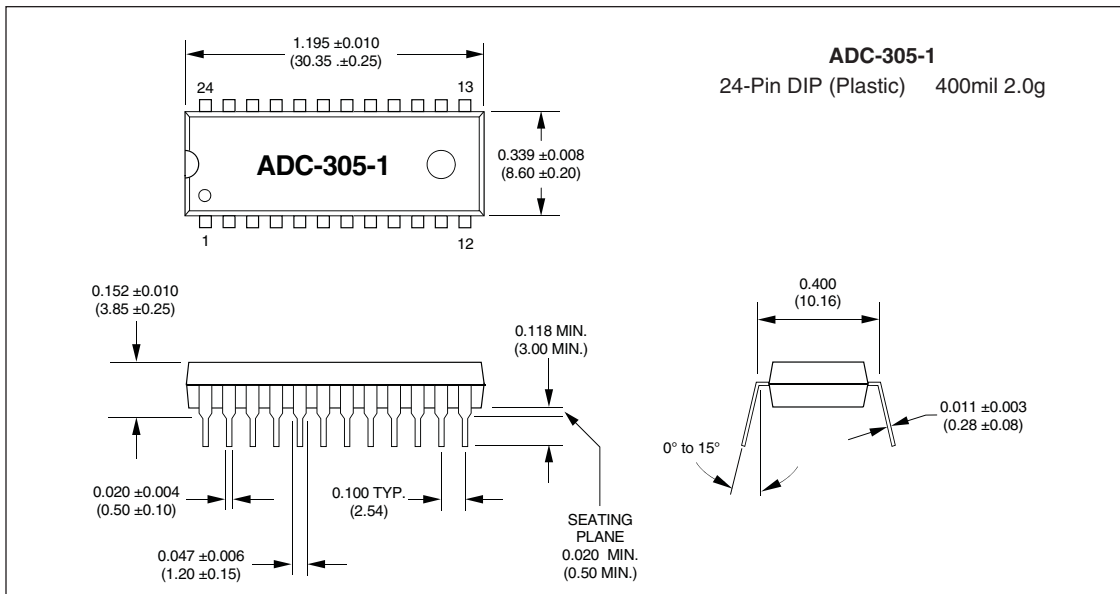 1.195 ±0.010
(30.35 .±0.25)
ADC-305-1
24-Pin DIP (Plastic) 400mil 2.0g
24
13
ADC-305-1
0.339 ±0.008
(8.60 ±0.20)
1
12
0.152 ±0.010
(3.85 ±0.25)
0.118 MIN.
(3.00 MIN.)
0.400
(10.16)
0.011 ±0.003
(0.28 ±0.08)
0° to 15°
0.020 ±0.004
(0.50 ±0.10)
0.100 TYP.
(2.54)
SEATING
PLANE
0.020 MIN.
(0.50 MIN.)
0.047 ±0.006
(1.20 ±0.15)